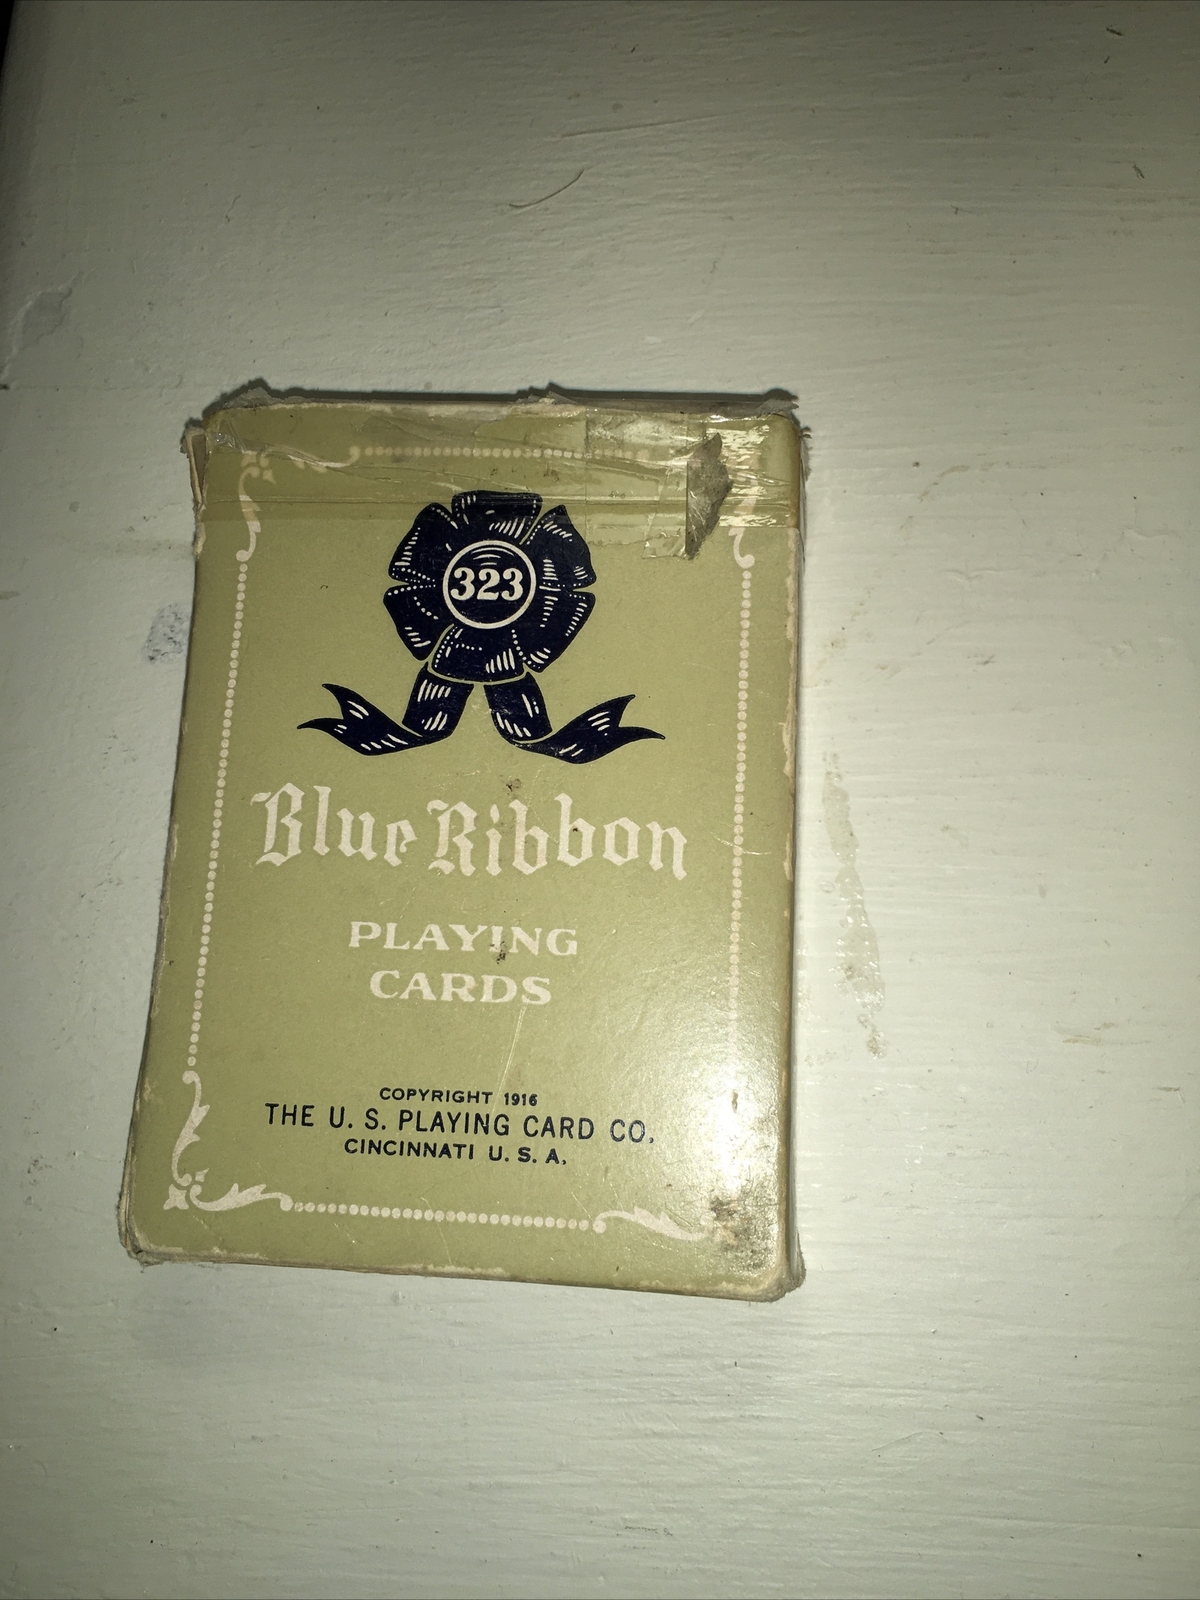 323
Blue Ribbon
PLAYING
CARDS
COPYRIGHT 1916
THE U. S. PLAYING CARD CO.
CINCINNATI U. S. A.